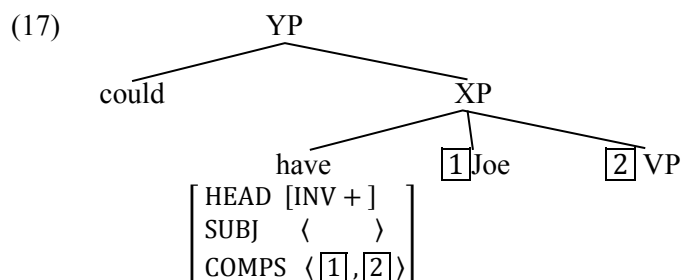 (17) YP
could XP
have 1 Joe 2 VP
HEAD [INV + ]
SUBJ ⟨ ⟩
COMPS ⟨ 1 , 2 ⟩